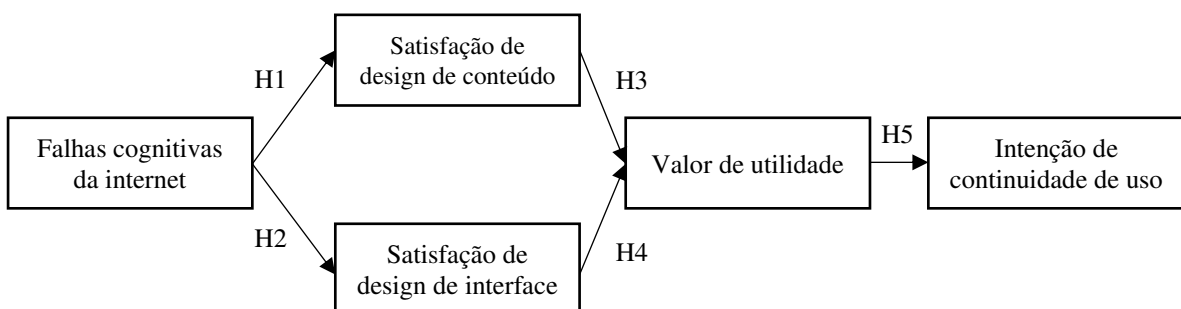 Satisfação de
design de conteúdo
H1
H3
Falhas cognitivas
da internet
Valor de utilidade
H5
Intenção de
continuidade de uso
H2
Satisfação de
design de interface
H4